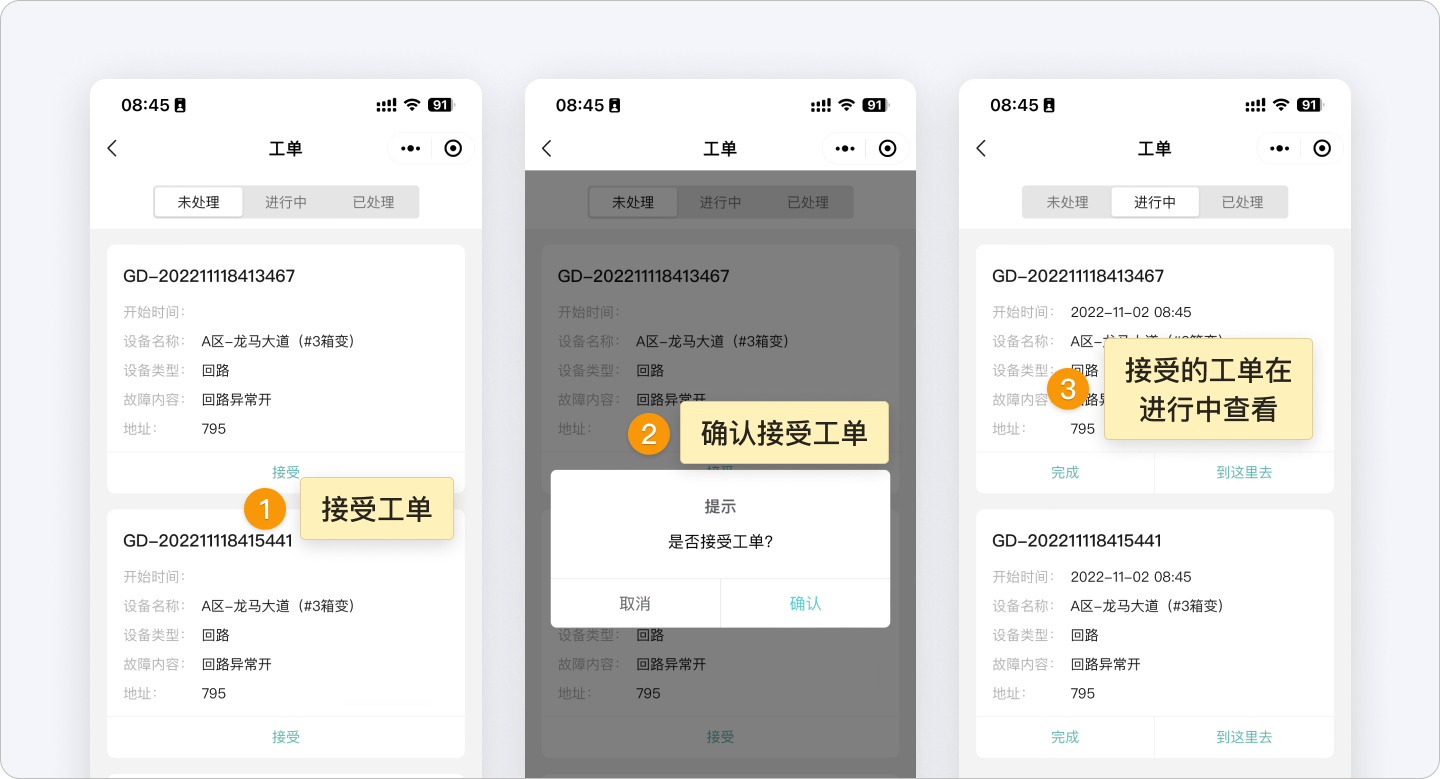 08:45
91
工单
未处理 进行中 已处理
GD-202211118413467
开始时间:
设备名称: A区-龙马大道 (#3箱变)
设备类型: 回路
故障内容: 回路异常开
地址: 795
接受
1 接受工单
GD-202211118415441
开始时间:
设备名称: A区-龙马大道 (#3箱变)
设备类型: 回路
故障内容: 回路异常开
地址: 795
接受
08:45
91
工单
未处理 进行中 已处理
GD-202211118413467
开始时间:
设备名称: A区-龙马大道 (#3箱变)
设备类型: 回路
故障内容: 回路异常开
地址:
2 确认接受工单
接受
提示
是否接受工单?
取消 确认
设备类型: 回路
故障内容: 回路异常开
地址: 795
接受
08:45
91
工单
未处理 进行中 已处理
GD-202211118413467
开始时间: 2022-11-02 08:45
设备名称: A区-龙马大道 (#3箱变)
设备类型: 回路
故障内容: 回路异
地址: 795
3 接受的工单在
进行中查看
完成 到这里去
GD-202211118415441
开始时间: 2022-11-02 08:45
设备名称: A区-龙马大道 (#3箱变)
设备类型: 回路
故障内容: 回路异常开
地址: 795
完成 到这里去